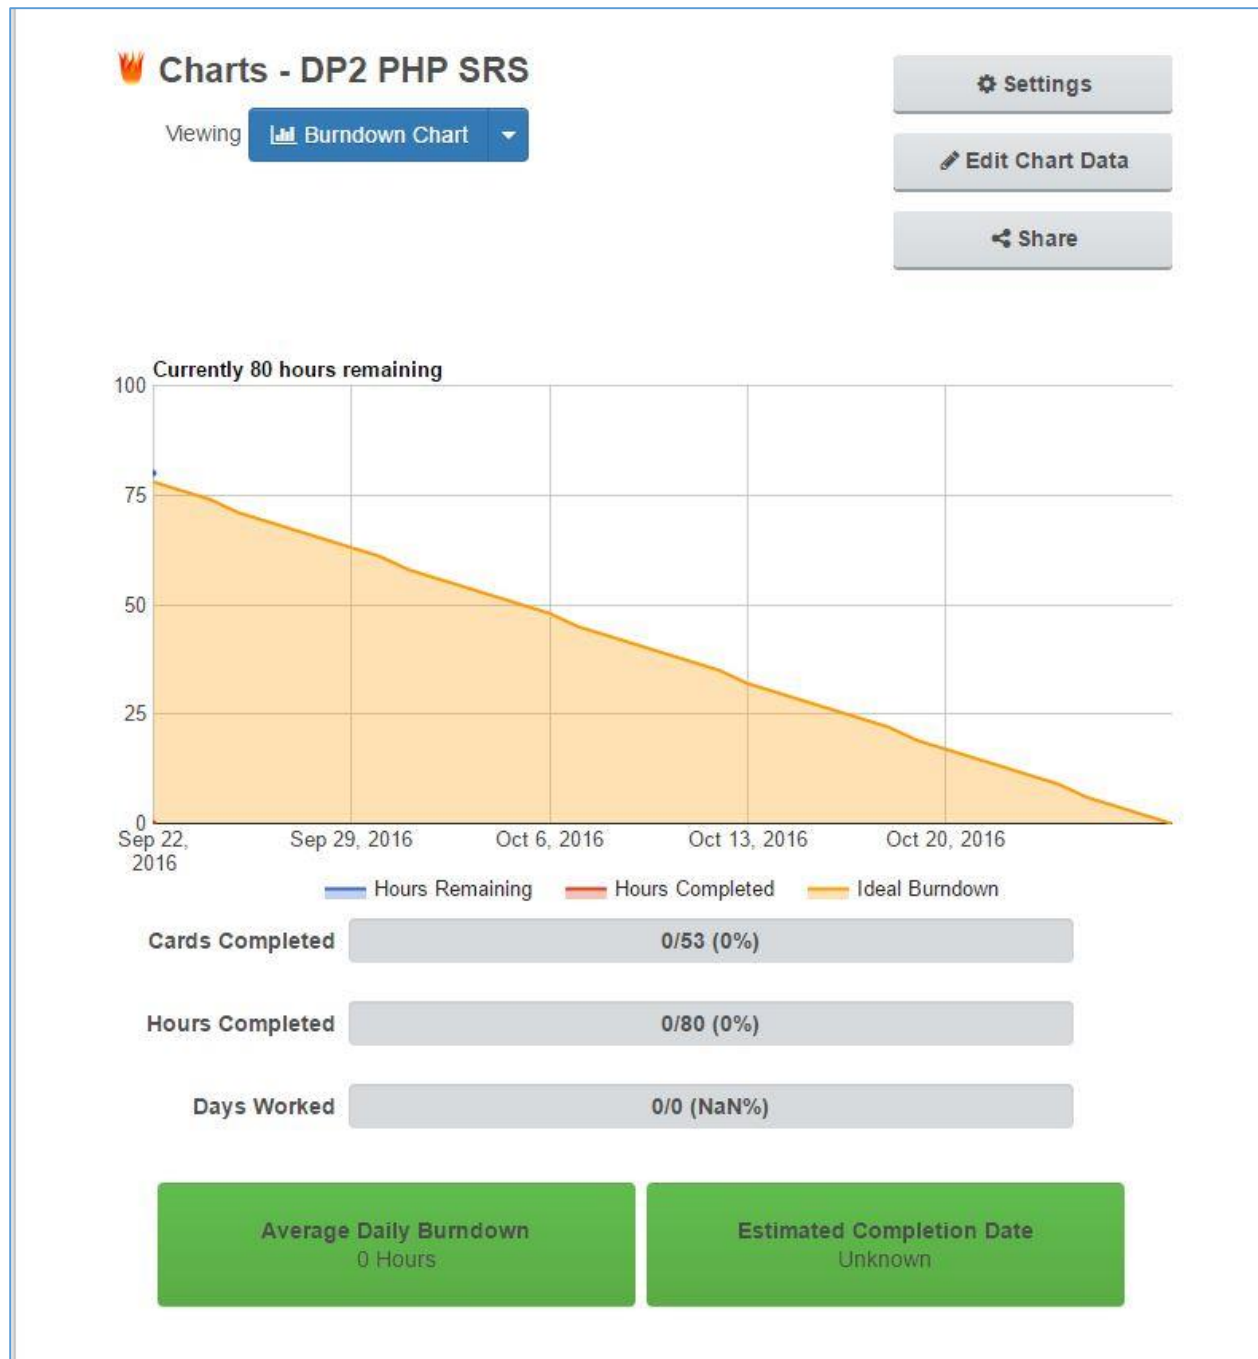 Charts - DP2 PHP SRS
Viewing
Burndown Chart
Settings
Edit Chart Data
Share
Currently 80 hours remaining
100
75
50
25
0
Sep 22,
2016
Sep 29, 2016
Oct 6, 2016
Oct 13, 2016
Oct 20, 2016
Hours Remaining
Hours Completed
Ideal Burndown
Cards Completed
0/53 (0%)
Hours Completed
0/80 (0%)
Days Worked
0/0 (NaN%)
Average Daily Burndown
0 Hours
Estimated Completion Date
Unknown